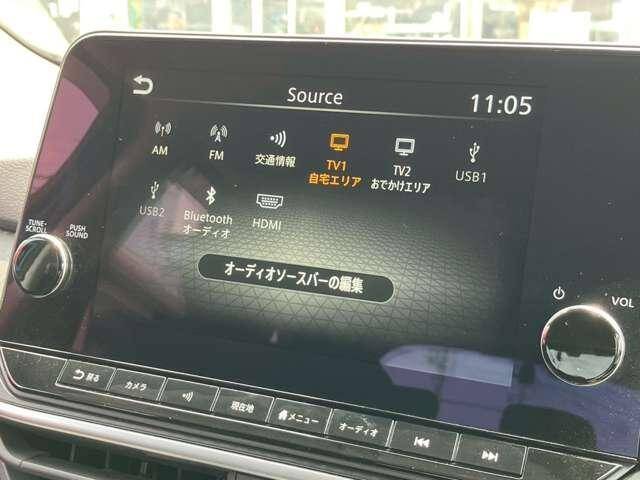 Source
11:05
AM
FM
交通情報
TV1
自宅エリア
TV2
おでかけエリア
USB1
USB2
Bluetooth
オーディオ
HDMI
オーディオソースバーの編集
TUNE·
SCROLL
PUSH
SOUND
VOL
戻る
カメラ
現在地
メニュー
オーディオ